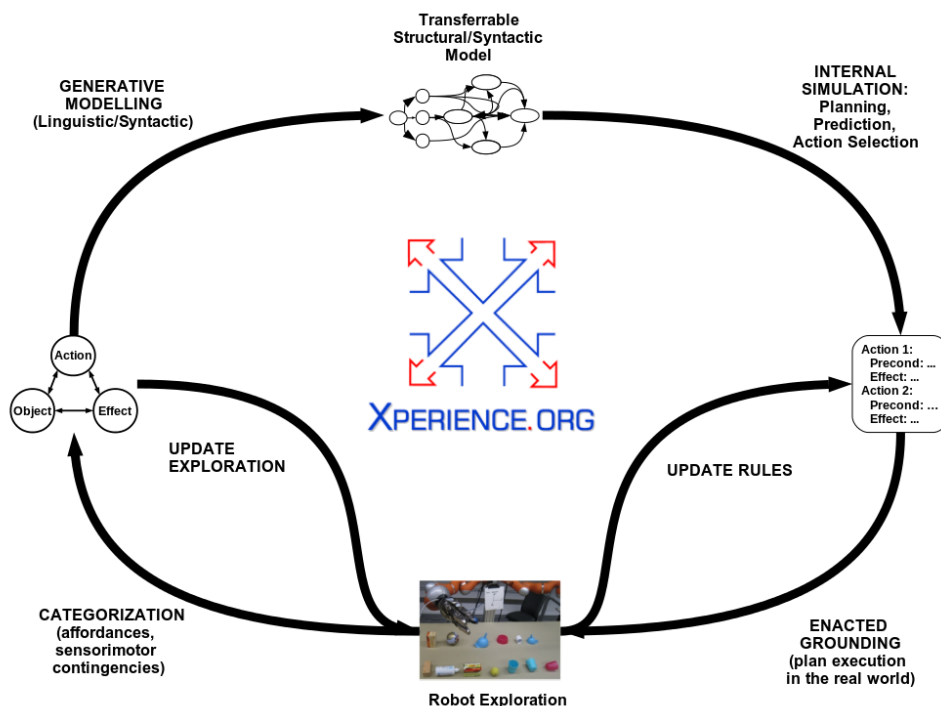 Transferrable
Structural/Syntactic
Model
GENERATIVE
MODELLING
(Linguistic/Syntactic)
INTERNAL
SIMULATION:
Planning,
Prediction,
Action Selection
Action
Object
Effect
XPERIENCE.ORG
Action 1:
Precond: ...
Effect: ...
Action 2:
Precond: ...
Effect: ...
UPDATE
EXPLORATION
UPDATE RULES
CATEGORIZATION
(affordances,
sensorimotor
contingencies)
ENACTED
GROUNDING
(plan execution
in the real world)
Robot Exploration